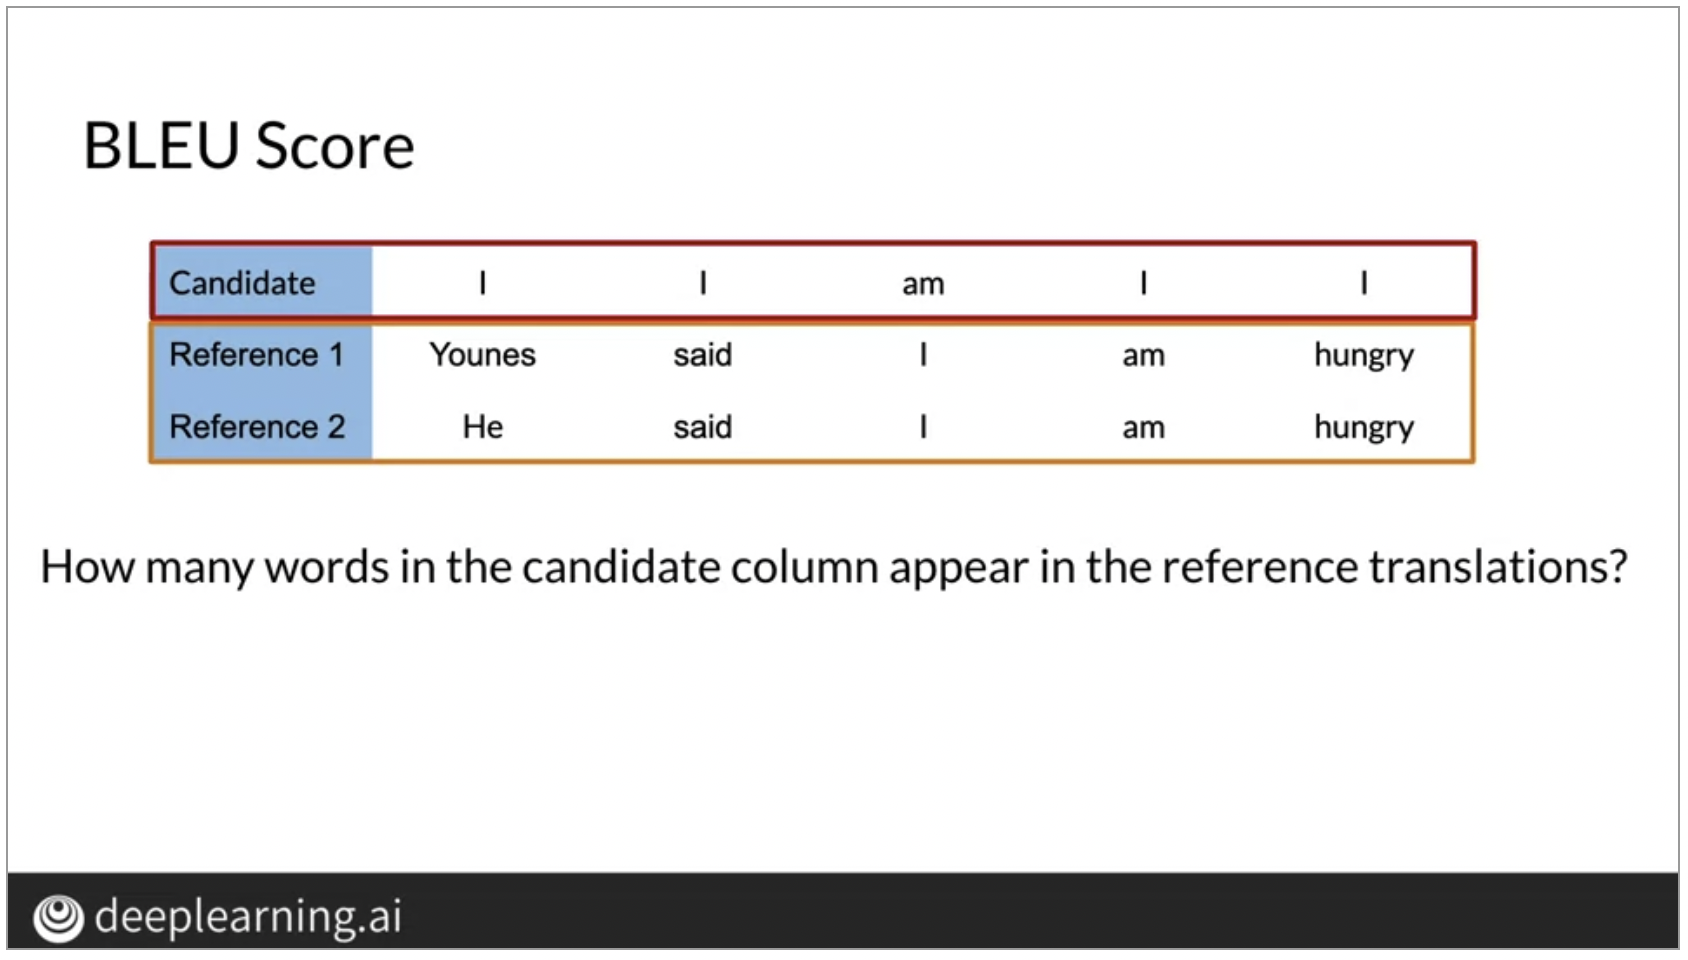 BLEU Score
Candidate I I am I I
Reference 1 Younes said I am hungry
Reference 2 He said I am hungry
How many words in the candidate column appear in the reference translations?
deeplearning.ai